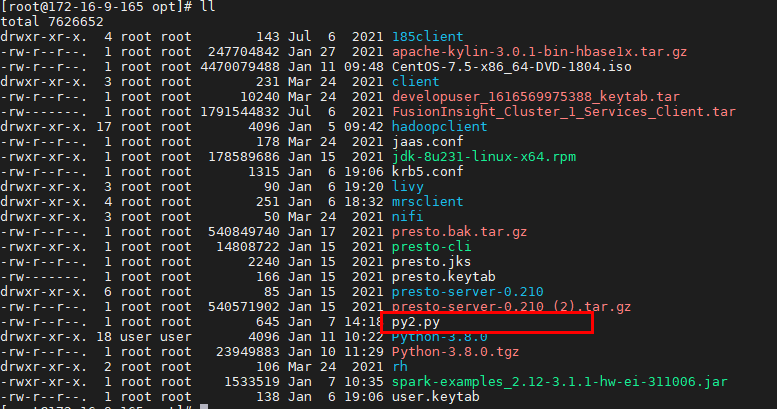 [root@172-16-9-165 opt]# ll
total 7626652
drwxr-xr-x. 4 root root 143 Jul 6 2021 185client
-rw-r--r--. 1 root root 247704842 Jan 27 2021 apache-kylin-3.0.1-bin-hbase1x.tar.gz
-rw-r--r-- 1 root root 4470079488 Jan 11 09:48 CentOS-7.5-x86_64-DVD-1804.iso
drwxr-xr-x. 3 root root 231 Mar 24 2021 client
-rw-r--r--. 1 root root 10240 Mar 24 2021 developuser_1616569975388_keytab.tar
-rw-r--r--. 1 root root 1791544832 Jul 6 2021 FusionInsight_Cluster_1_Services_Client.tar
drwxr-xr-x. 17 root root 4096 Jan 5 09:42 hadoopclient
-rw-r--r--. 1 root root 178 Mar 24 2021 jaas.conf
-rw-r--r--. 1 root root 178589686 Jan 15 2021 jdk-8u231-linux-x64.rpm
-rw-r--r-- 1 root root 1315 Jan 6 19:06 krb5.conf
drwxr-xr-x 3 root root 90 Jan 6 19:20 livy
drwxr-xr-x. 4 root root 251 Jan 6 18:32 mrsclient
drwxr-xr-x. 3 root root 50 Mar 24 2021 nifi
-rw-r--r--. 1 root root 540849740 Jan 17 2021 presto.bak.tar.gz
-rw-r--r--. 1 root root 14808722 Jan 15 2021 presto-cli
-rw-r--r--. 1 root root 2240 Jan 15 2021 presto.jks
-rw-------. 1 root root 166 Jan 15 2021 presto.keytab
drwxr-xr-x. 6 root root 85 Jan 15 2021 presto-server-0.210
-rw-r--r--. 1 root root 540571902 Jan 15 2021 presto-server-0.210 (2).tar.gz
-rw-r--r-- 1 root root 645 Jan 7 14:18 py2.py
drwxr-xr-x 18 user user 4096 Jan 11 10:22 Python-3.8.0
-rw-r--r-- 1 root root 23949883 Jan 10 11:29 Python-3.8.0.tgz
drwxr-xr-x. 2 root root 106 Mar 24 2021 rh
-rw-r--r-- 1 root root 1533519 Jan 7 10:35 spark-examples_2.12-3.1.1-hw-ei-311006.jar
-rw-r--r-- 1 root root 138 Jan 6 19:06 user.keytab
[root@172-16-9-165 opt]#